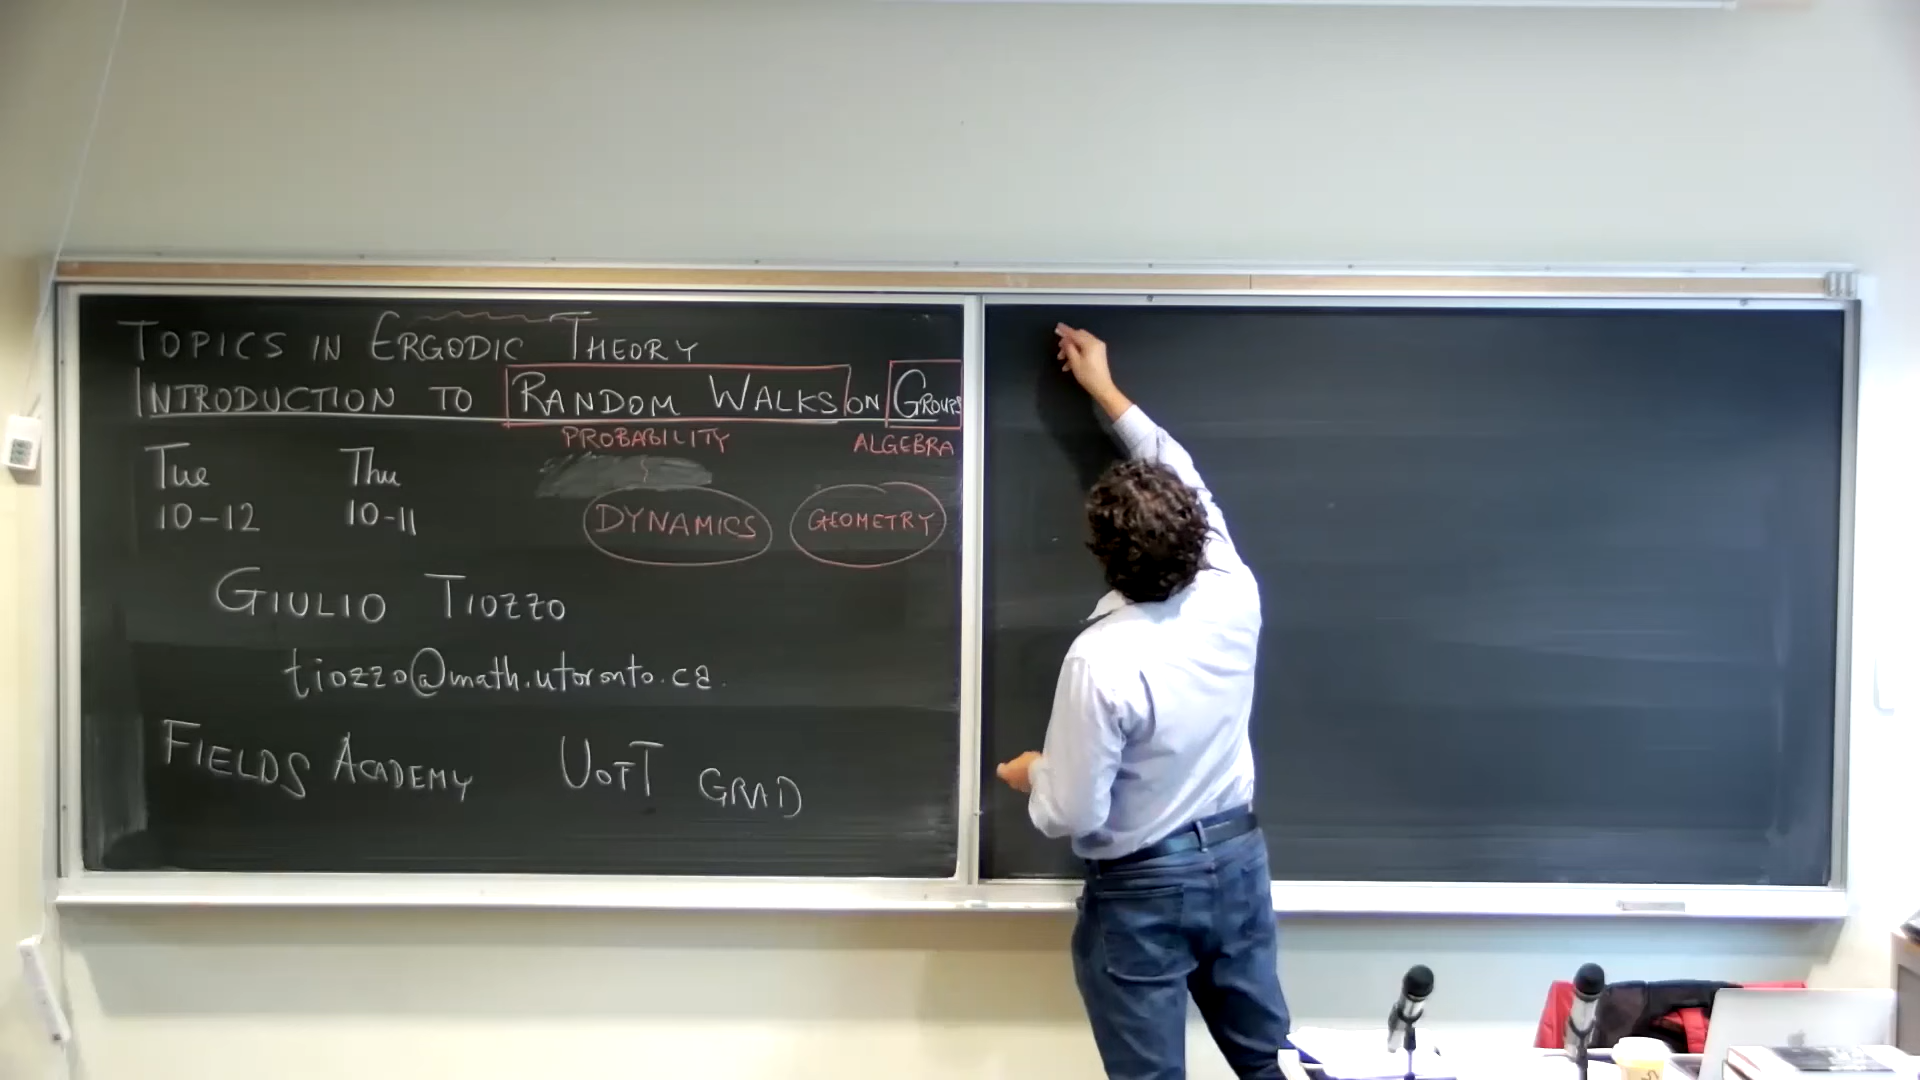 TOPICS IN ERGODIC THEORY
INTRODUCTION TO RANDOM WALKS ON GROUPS
PROBABILITY ALGEBRA
Tue Thu
10-12 10-11
DYNAMICS GEOMETRY
GIULIO TIOZZO
tiozzo@math.utoronto.ca.
FIELDS ACADEMY UOFT GRAD